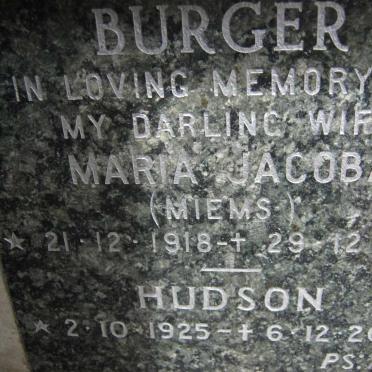 BURGER
IN LOVING MEMORY
MY DARLING
MARIA JACOBA
(MIEMS)
★ 21·12·1918–† 29·12
HUDSON
★ 2·10·1925–† 6·12·
PS.